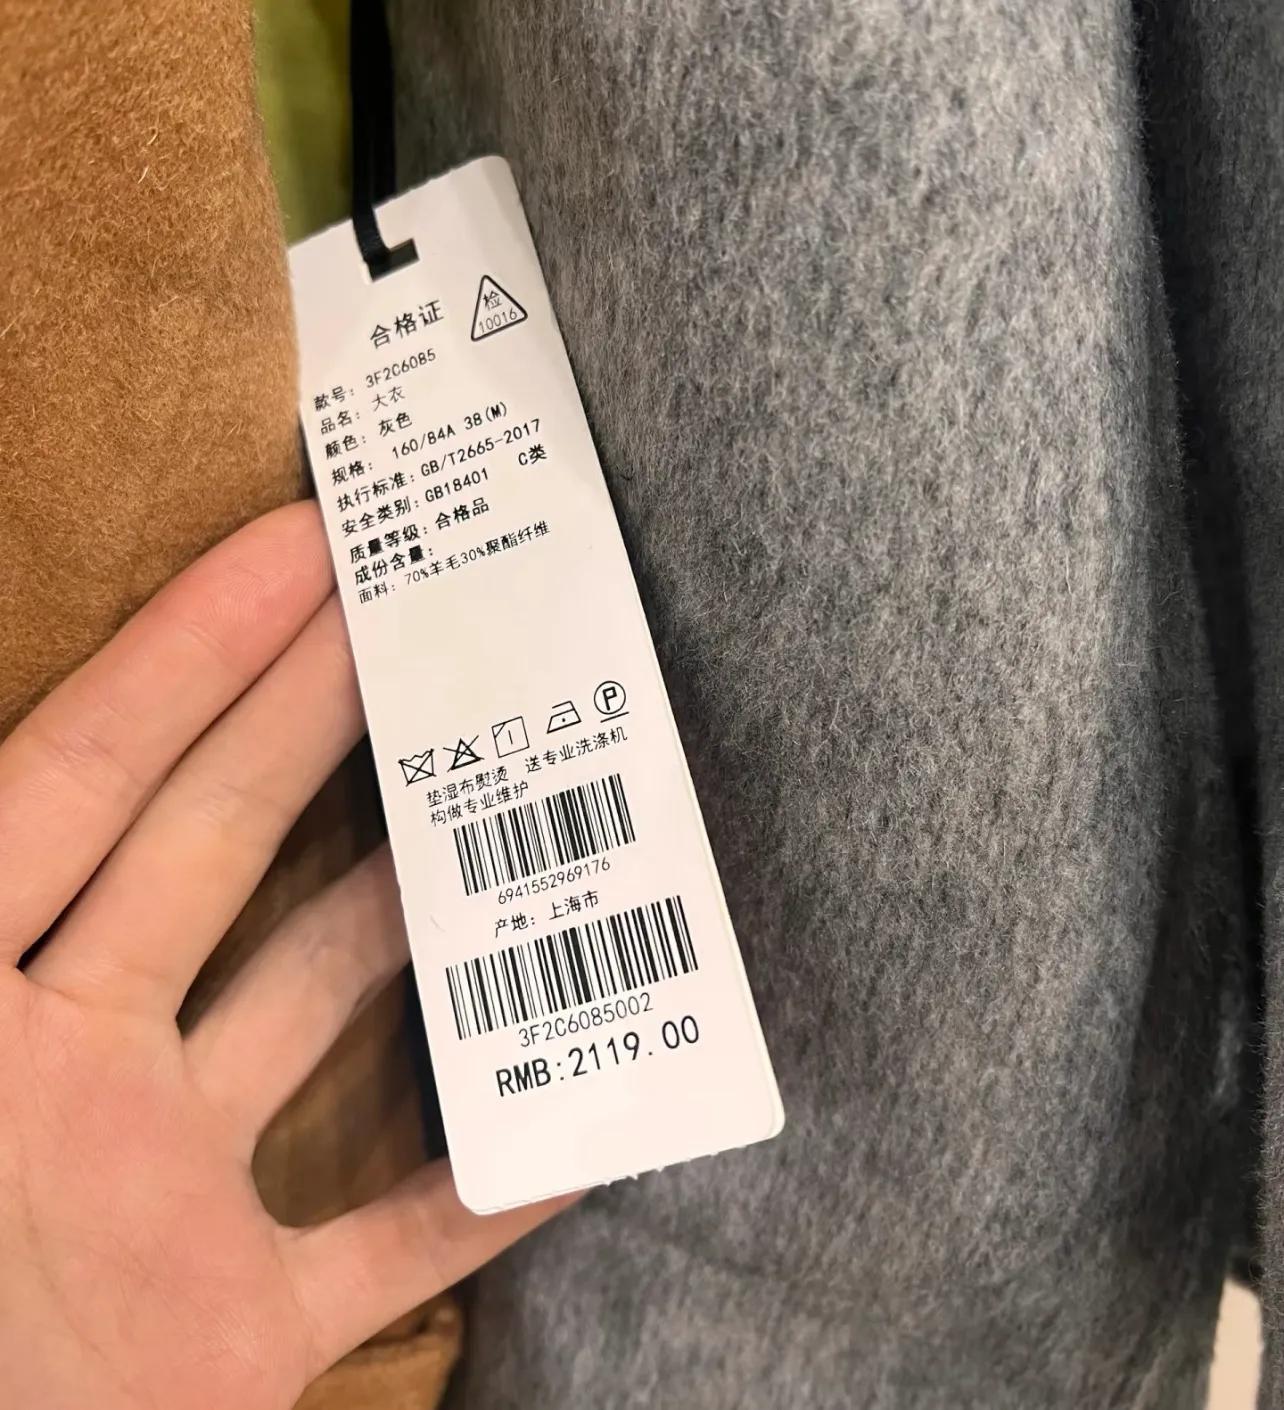 合格证
检
10016
款号: 3F2C6085
品名: 大衣
颜色: 灰色
规格: 160/84A 38(M)
执行标准: GB/T2665-2017
安全类别: GB18401 C类
质量等级: 合格品
成份含量:
面料: 70%羊毛30%聚酯纤维
P
垫湿布熨烫 送专业洗涤机
构做专业维护
6941552969176
产地: 上海市
3F2C6085002
RMB:2119.00